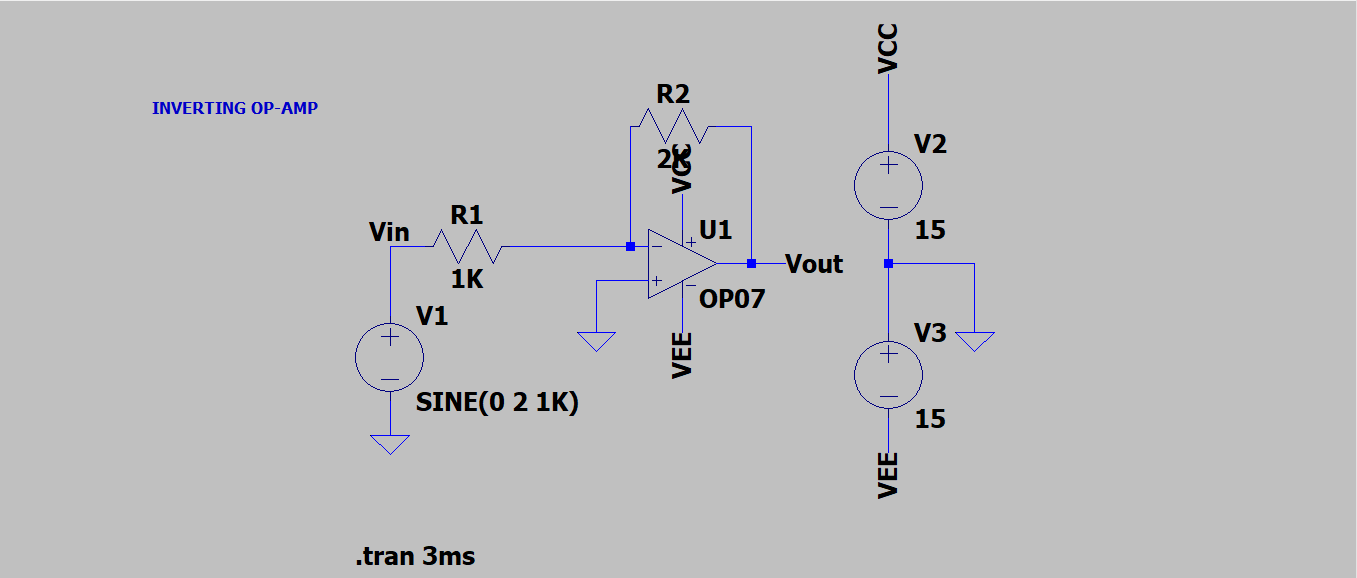 INVERTING OP-AMP
VCC
R2
2K
VCC
V2
15
Vin
R1
1K
U1
OP07
Vout
VEE
V1
SINE(0 2 1K)
V3
15
VEE
.tran 3ms